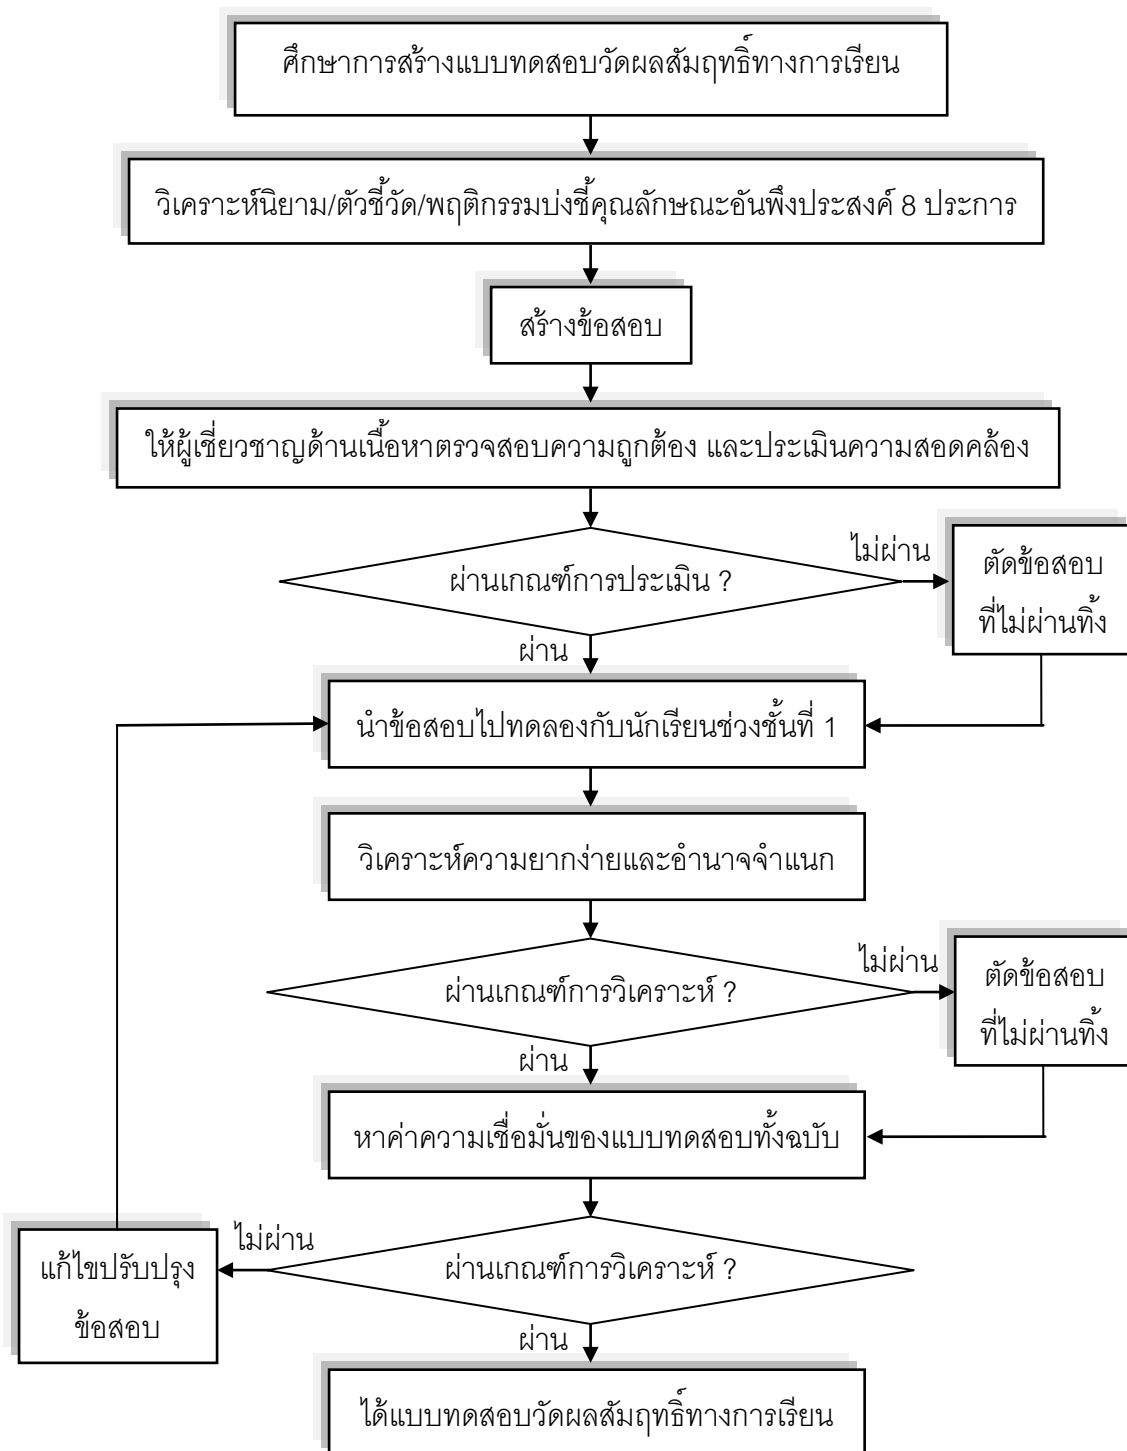 ศึกษาการสร้างแบบทดสอบวัดผลสัมฤทธิ์ทางการเรียน
วิเคราะห์นิยาม/ตัวชี้วัด/พฤติกรรมบ่งชี้คุณลักษณะอันพึงประสงค์ 8 ประการ
สร้างข้อสอบ
ให้ผู้เชี่ยวชาญด้านเนื้อหาตรวจสอบความถูกต้อง และประเมินความสอดคล้อง
ผ่านเกณฑ์การประเมิน ?
ไม่ผ่าน
ตัดข้อสอบ
ที่ไม่ผ่านทิ้ง
ผ่าน
นำข้อสอบไปทดลองกับนักเรียนช่วงชั้นที่ 1
วิเคราะห์ความยากง่ายและอำนาจจำแนก
ผ่านเกณฑ์การวิเคราะห์ ?
ไม่ผ่าน
ตัดข้อสอบ
ที่ไม่ผ่านทิ้ง
ผ่าน
หาค่าความเชื่อมั่นของแบบทดสอบทั้งฉบับ
ผ่านเกณฑ์การวิเคราะห์ ?
ไม่ผ่าน
แก้ไขปรับปรุง
ข้อสอบ
ผ่าน
ได้แบบทดสอบวัดผลสัมฤทธิ์ทางการเรียน